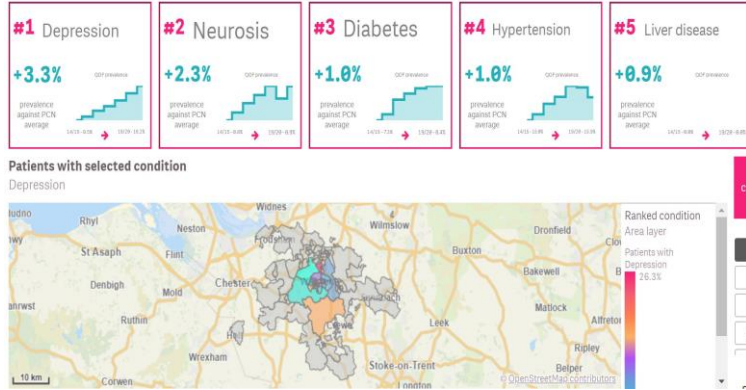 #1 Depression
+3.3%
QOF prevalence
prevalence
against PCN
average
#2 Neurosis
+2.3%
QOF prevalence
prevalence
against PCN
average
#3 Diabetes
+1.0%
QOF prevalence
prevalence
against PCN
average
#4 Hypertension
+1.0%
QOF prevalence
prevalence
against PCN
average
#5 Liver disease
+0.9%
QOF prevalence
prevalence
against PCN
average
Patients with selected condition
Depression
Widnes
Rhyl
Neston
Wilmslow
Dronfield
St Asaph
Flint
Frodsham
Buxton
Denbigh
Mold
Chester
Bakewell
Ruthin
Leek
Matlock
Alfreton
Wrexham
Ripley
Stoke-on-Trent
Belper
10 km
Corwen
Longton
© OpenStreetMap contributors
Ranked condition
Area layer
Patients with
Depression
26.3%